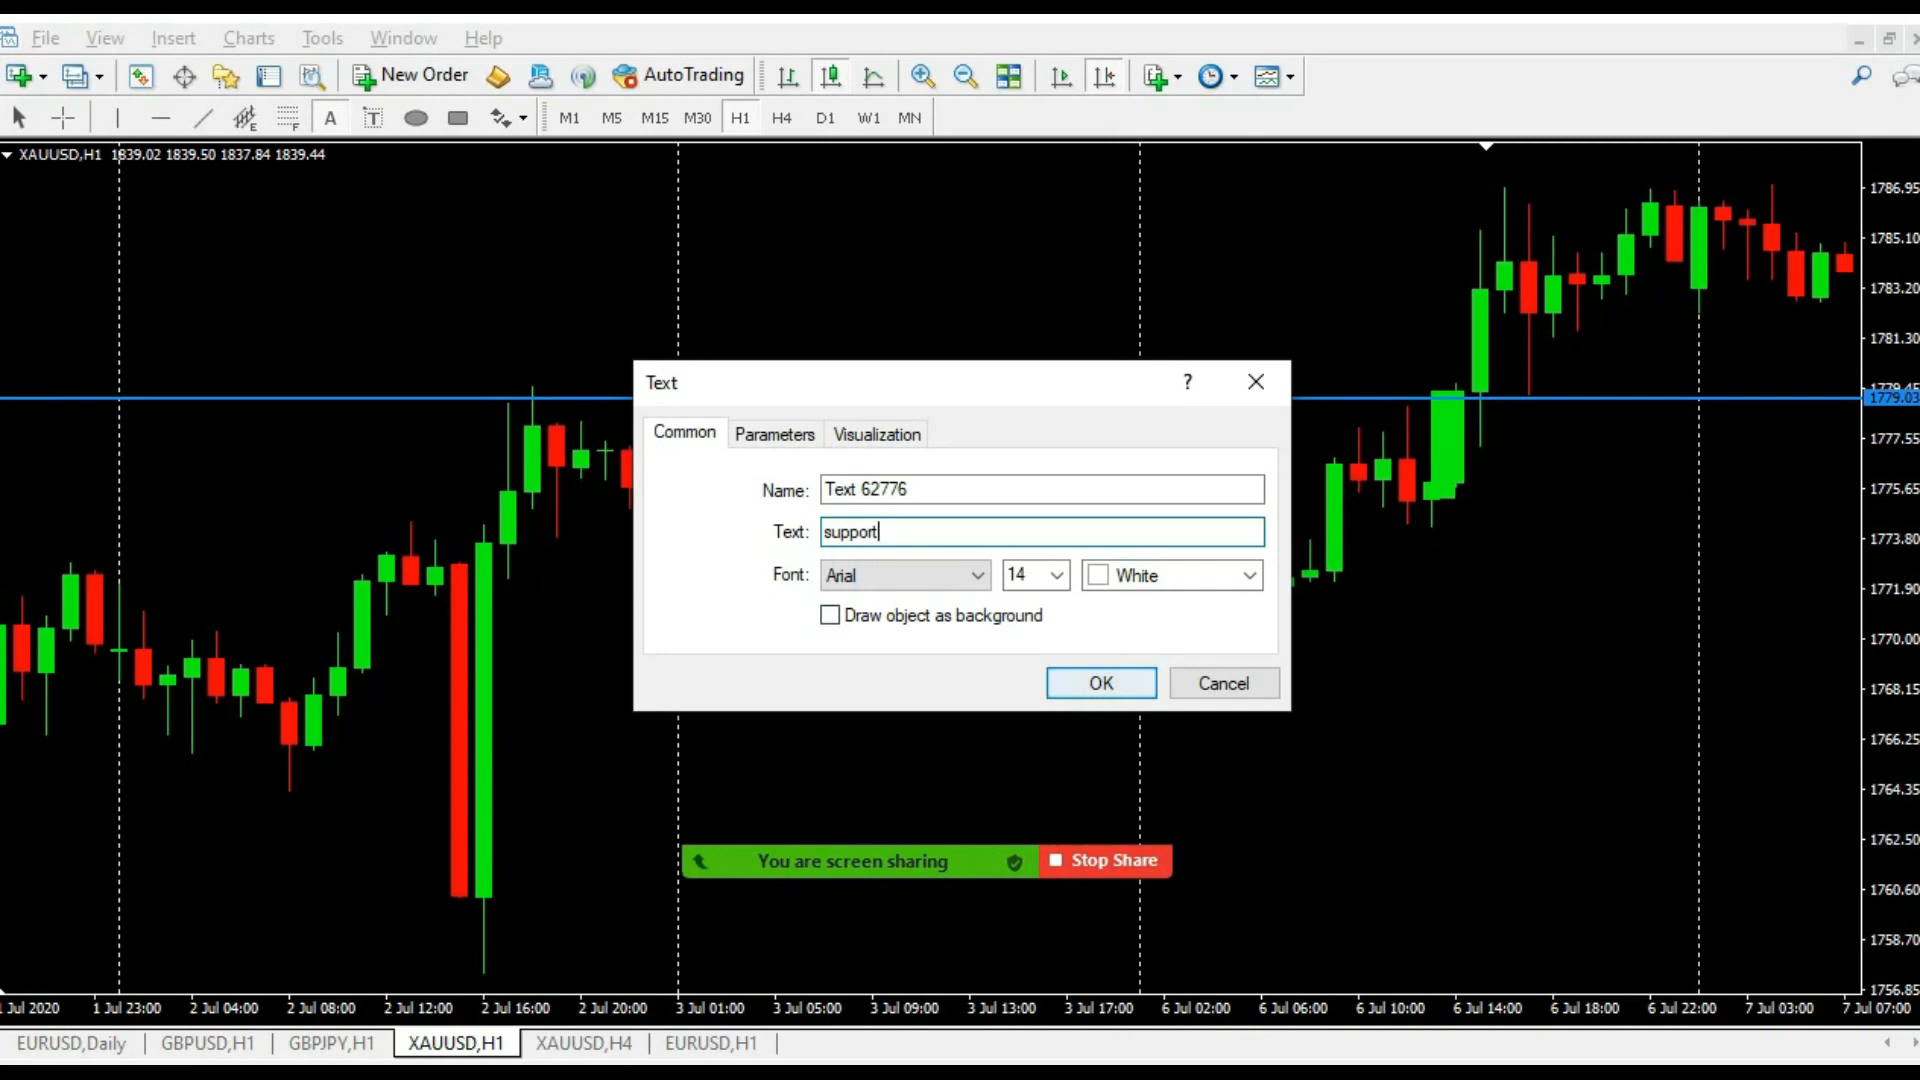 File View Insert Charts Tools Window Help
New Order AutoTrading
E F A T M1 M5 M15 M30 H1 H4 D1 W1 MN
XAUUSD,H1 1839.02 1839.50 1837.84 1839.44
1786.95
1785.10
1783.20
1781.30
1779.45
1779.03
1777.55
1775.65
1773.80
1771.90
1770.00
1768.15
1766.25
1764.35
1762.50
1760.60
1758.70
1756.85
Text ?
Common Parameters Visualization
Name: Text 62776
Text: support
Font: Arial 14 White
Draw object as background
OK Cancel
You are screen sharing Stop Share
1 Jul 2020 1 Jul 23:00 2 Jul 04:00 2 Jul 08:00 2 Jul 12:00 2 Jul 16:00 2 Jul 20:00 3 Jul 01:00 3 Jul 05:00 3 Jul 09:00 3 Jul 13:00 3 Jul 17:00 6 Jul 02:00 6 Jul 06:00 6 Jul 10:00 6 Jul 14:00 6 Jul 18:00 6 Jul 22:00 7 Jul 03:00 7 Jul 07:00
EURUSD,Daily GBPUSD,H1 GBPJPY,H1 XAUUSD,H1 XAUUSD,H4 EURUSD,H1